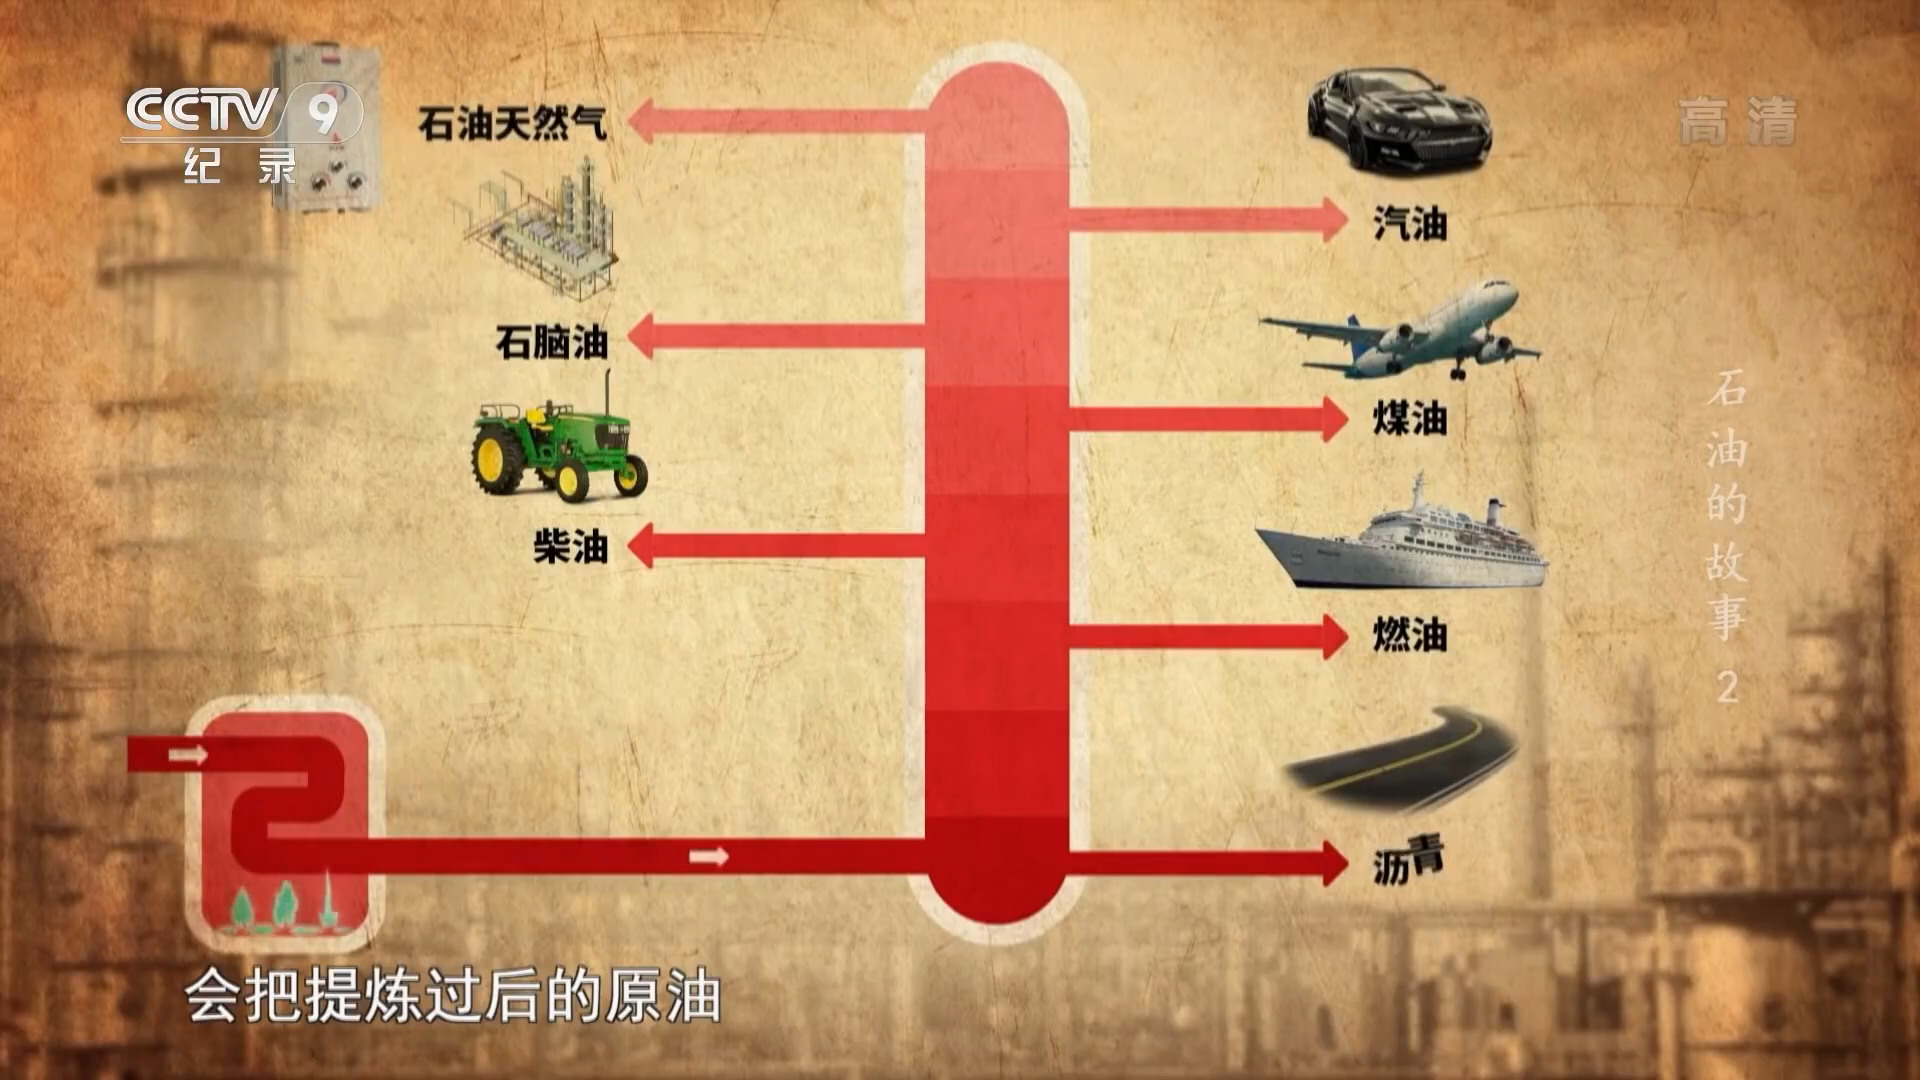 CCTV 9
纪录
高清
石油天然气
汽油
石脑油
煤油
柴油
燃油
沥青
石油的故事 2
会把提炼过后的原油